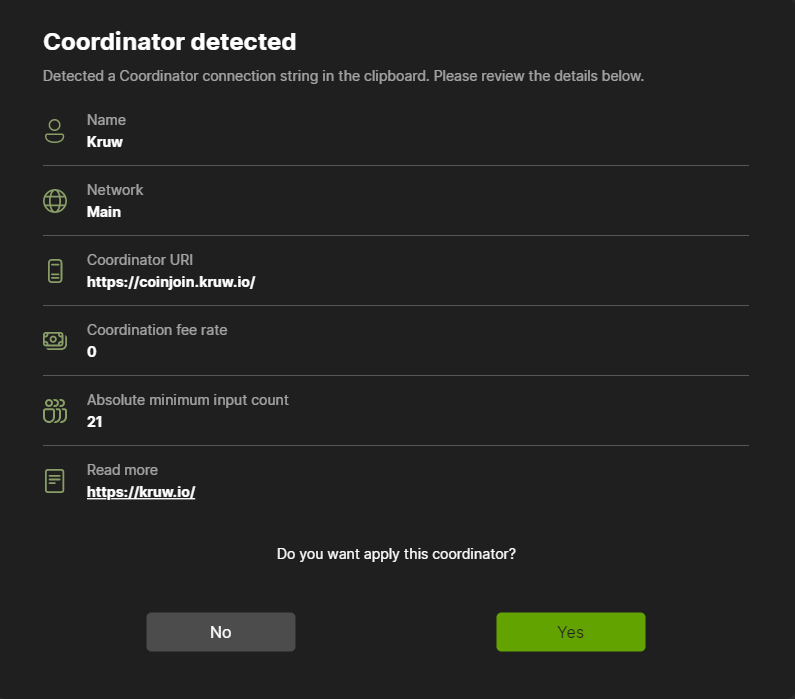 Coordinator detected
Detected a Coordinator connection string in the clipboard. Please review the details below.
Name
Kruw
Network
Main
Coordinator URI
https://coinjoin.kruw.io/
Coordination fee rate
0
Absolute minimum input count
21
Read more
https://kruw.io/
Do you want apply this coordinator?
No
Yes